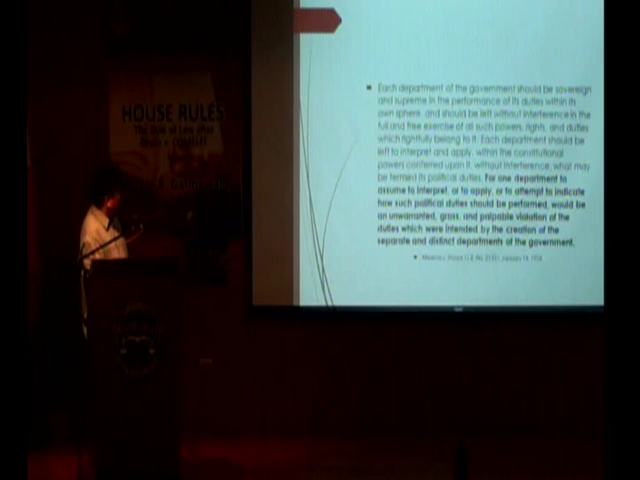 HOUSE RULES
The Rule of Law after
Each department of the government should be sovereign
and supreme in the performance of its duties within its
own sphere, and should be left without interference in the
full and free exercise of all such powers, rights, and duties
which rightfully belong to it. Each department should be
left to interpret and apply, within the constitutional
powers conferred upon it, without interference, what may
be termed its political duties. For one department to
assume to interpret, or to apply, or to attempt to indicate
how such political duties should be performed, would be
an unwarranted, gross, and palpable violation of the
duties which were intended by the creation of the
separate and distinct departments of the government.